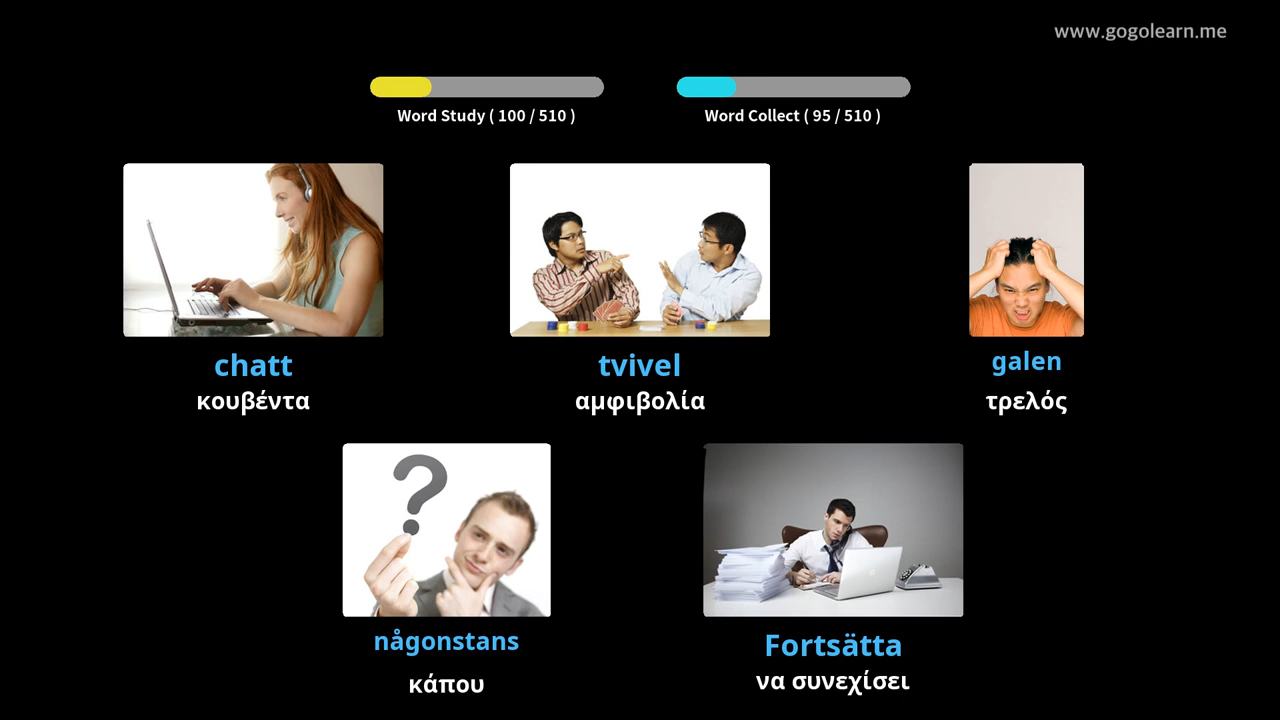 www.gogolearn.me
Word Study ( 100 / 510 )
Word Collect ( 95 / 510 )
chatt
κουβέντα
tvivel
αμφιβολία
galen
τρελός
någonstans
κάπου
Fortsätta
να συνεχίσει